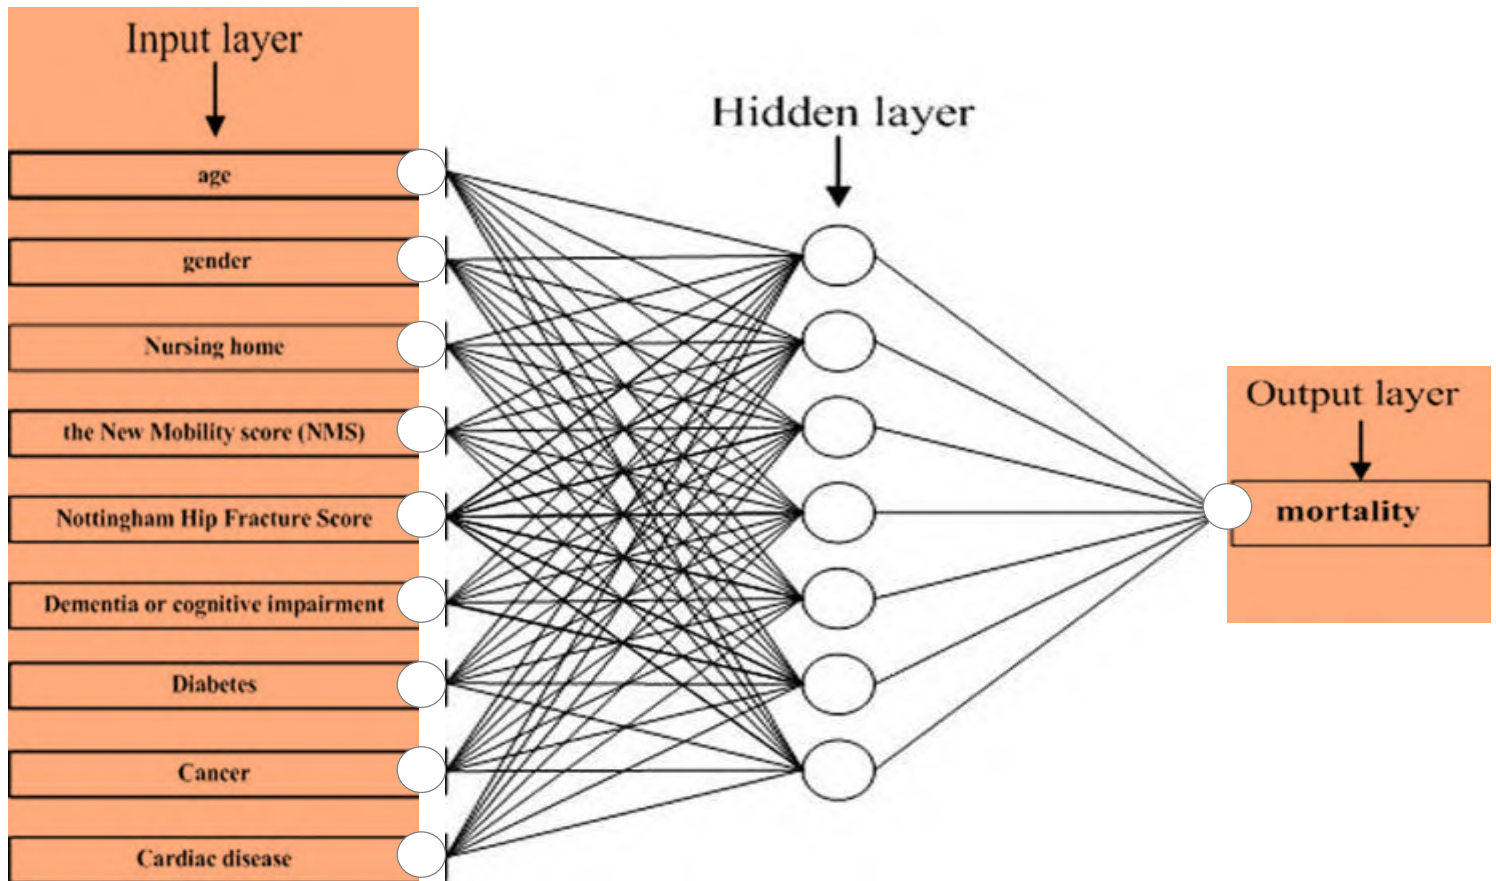 Input layer
Hidden layer
age
gender
Nursing home
the New Mobility score (NMS)
Nottingham Hip Fracture Score
Dementia or cognitive impairment
Diabetes
Cancer
Cardiac disease
Output layer
mortality